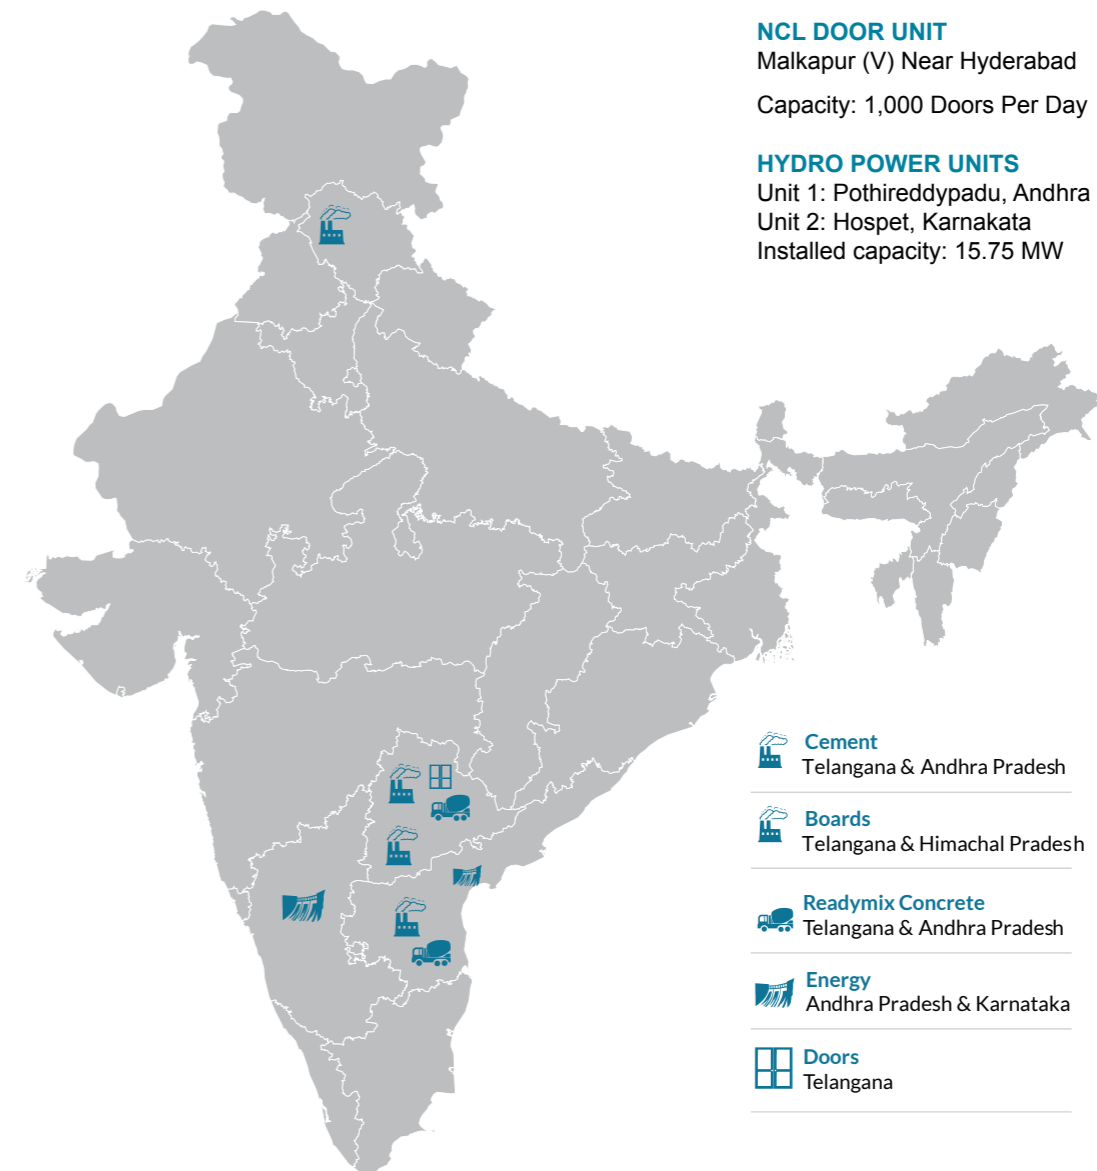 NCL DOOR UNIT
Malkapur (V) Near Hyderabad
Capacity: 1,000 Doors Per Day
HYDRO POWER UNITS
Unit 1: Pothireddypadu, Andhra
Unit 2: Hospet, Karnakata
Installed capacity: 15.75 MW
Cement
Telangana & Andhra Pradesh
Boards
Telangana & Himachal Pradesh
Readymix Concrete
Telangana & Andhra Pradesh
Energy
Andhra Pradesh & Karnataka
Doors
Telangana